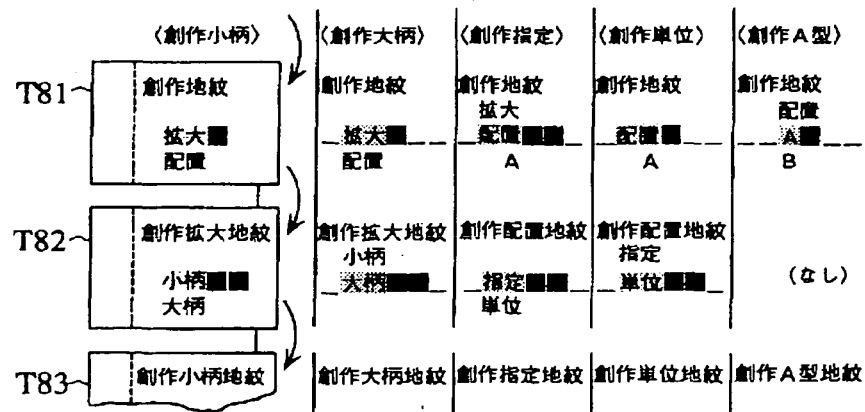 〈創作小柄〉 〈創作大柄〉 〈創作指定〉 〈創作単位〉 〈創作A型〉
T81 創作地紋 創作地紋 創作地紋 創作地紋 創作地紋
拡大 配置
拡大 拡大 配置 配置 A
配置 配置 A A B
T82 創作拡大地紋 創作拡大地紋 創作配置地紋 創作配置地紋
小柄 指定
小柄 大柄 指定 単位 (なし)
大柄 単位
T83 創作小柄地紋 創作大柄地紋 創作指定地紋 創作単位地紋 創作A型地紋